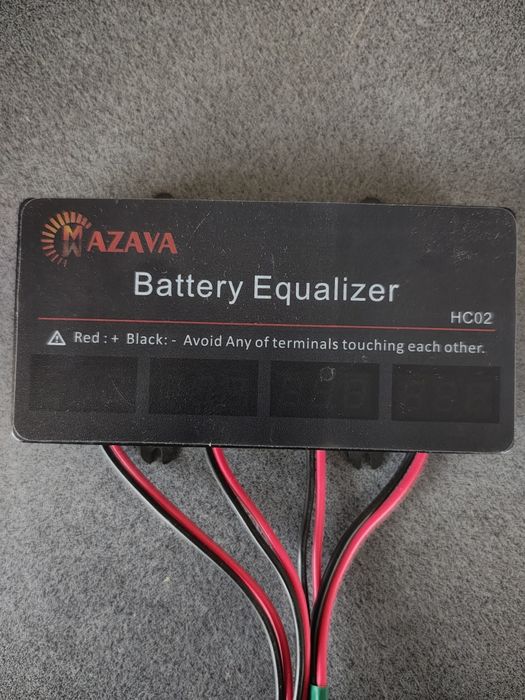 MAZAVA
Battery Equalizer
HC02
⚠ Red : + Black: - Avoid Any of terminals touching each other.